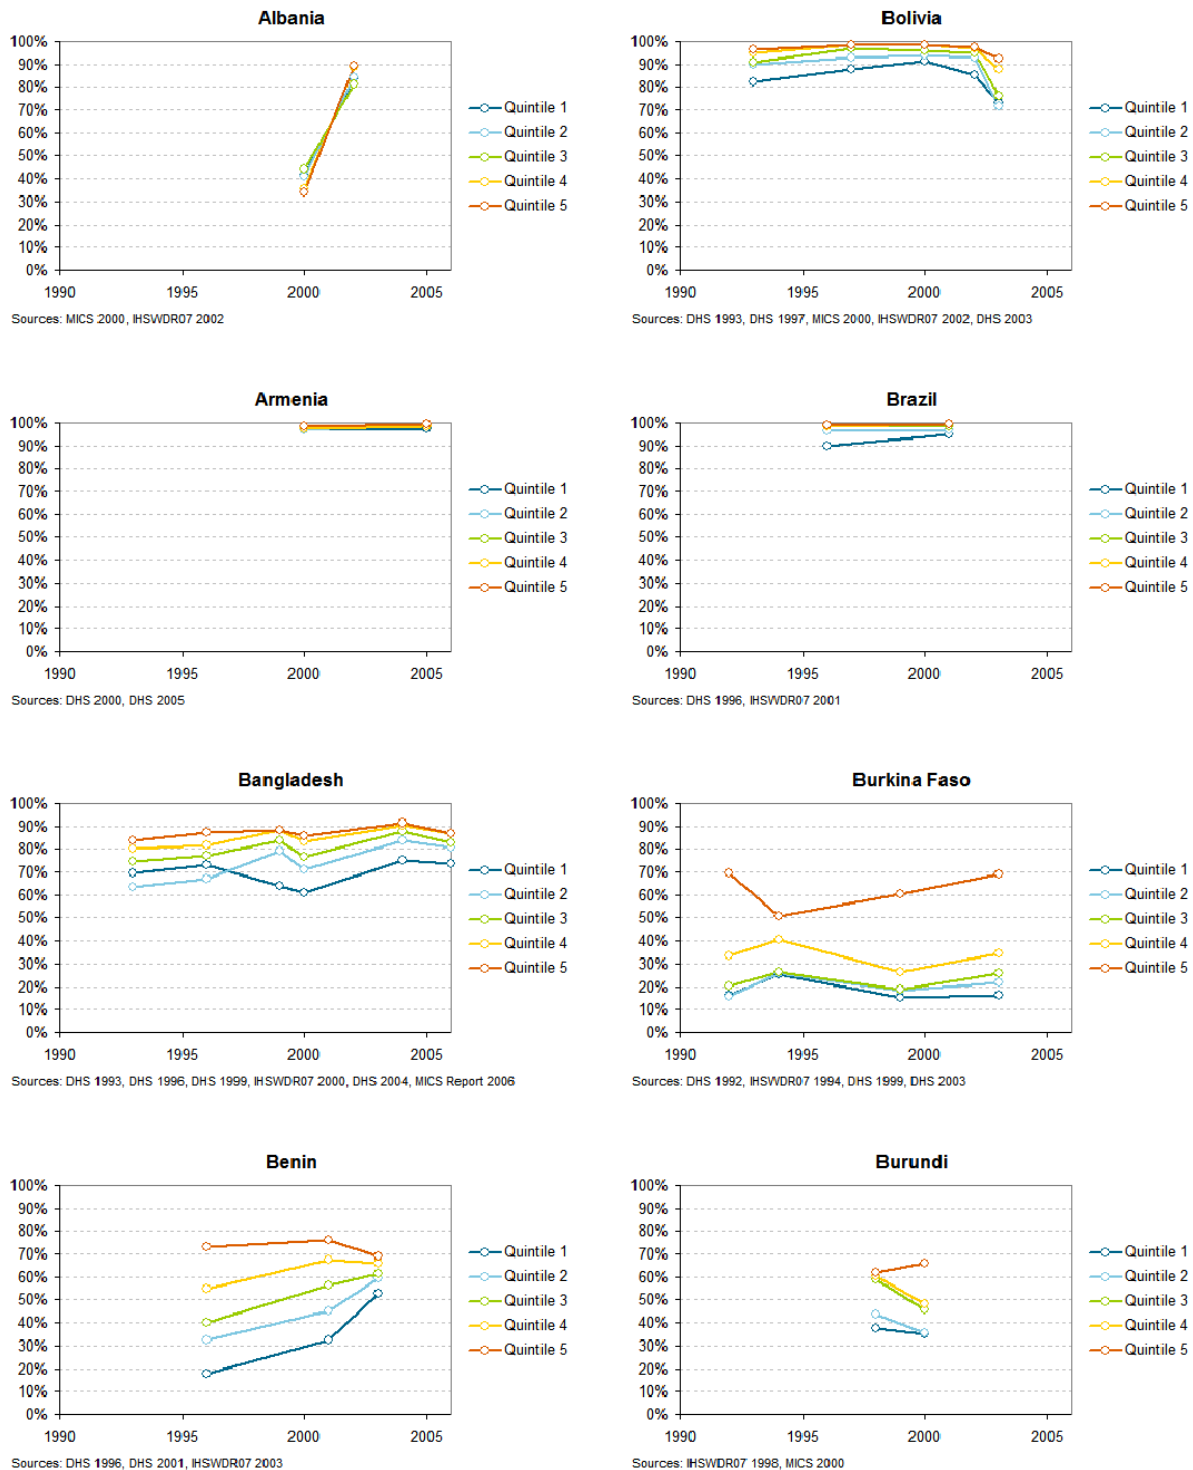 Albania
100%
90%
80%
70%
60%
50%
40%
30%
20%
10%
0%
1990 1995 2000 2005
Quintile 1
Quintile 2
Quintile 3
Quintile 4
Quintile 5
Sources: MICS 2000, IHSWDR07 2002
Bolivia
100%
90%
80%
70%
60%
50%
40%
30%
20%
10%
0%
1990 1995 2000 2005
Quintile 1
Quintile 2
Quintile 3
Quintile 4
Quintile 5
Sources: DHS 1993, DHS 1997, MICS 2000, IHSWDR07 2002, DHS 2003
Armenia
100%
90%
80%
70%
60%
50%
40%
30%
20%
10%
0%
1990 1995 2000 2005
Quintile 1
Quintile 2
Quintile 3
Quintile 4
Quintile 5
Sources: DHS 2000, DHS 2005
Brazil
100%
90%
80%
70%
60%
50%
40%
30%
20%
10%
0%
1990 1995 2000 2005
Quintile 1
Quintile 2
Quintile 3
Quintile 4
Quintile 5
Sources: DHS 1996, IHSWDR07 2001
Bangladesh
100%
90%
80%
70%
60%
50%
40%
30%
20%
10%
0%
1990 1995 2000 2005
Quintile 1
Quintile 2
Quintile 3
Quintile 4
Quintile 5
Sources: DHS 1993, DHS 1996, DHS 1999, IHSWDR07 2000, DHS 2004, MICS Report 2006
Burkina Faso
100%
90%
80%
70%
60%
50%
40%
30%
20%
10%
0%
1990 1995 2000 2005
Quintile 1
Quintile 2
Quintile 3
Quintile 4
Quintile 5
Sources: DHS 1992, IHSWDR07 1994, DHS 1999, DHS 2003
Benin
100%
90%
80%
70%
60%
50%
40%
30%
20%
10%
0%
1990 1995 2000 2005
Quintile 1
Quintile 2
Quintile 3
Quintile 4
Quintile 5
Sources: DHS 1996, DHS 2001, IHSWDR07 2003
Burundi
100%
90%
80%
70%
60%
50%
40%
30%
20%
10%
0%
1990 1995 2000 2005
Quintile 1
Quintile 2
Quintile 3
Quintile 4
Quintile 5
Sources: IHSWDR07 1998, MICS 2000